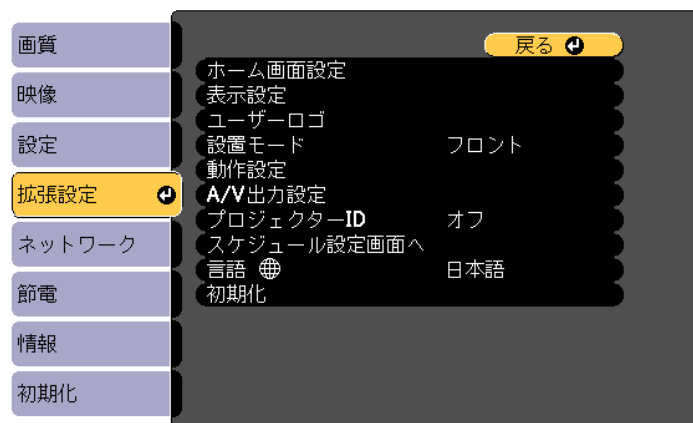 画質
映像
設定
拡張設定
ネットワーク
節電
情報
初期化
戻る
ホーム画面設定
表示設定
ユーザーロゴ
設置モード フロント
動作設定
A/V出力設定
プロジェクターID オフ
スケジュール設定画面へ
言語 日本語
初期化